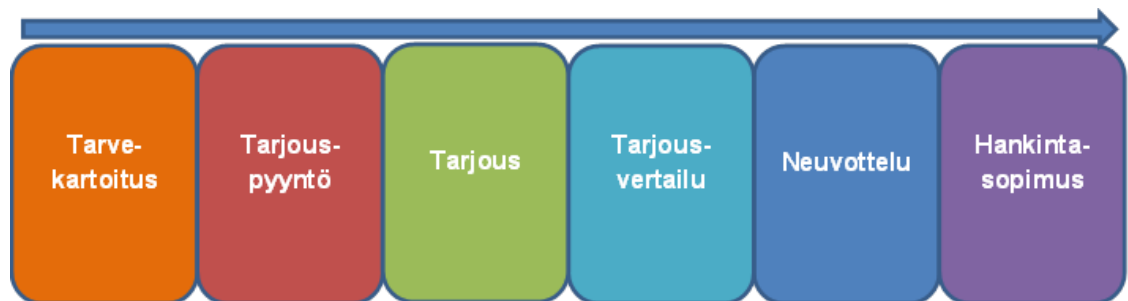 Tarve-
kartoitus
Tarjous-
pyyntö
Tarjous
Tarjous-
vertailu
Neuvottelu
Hankinta-
sopimus